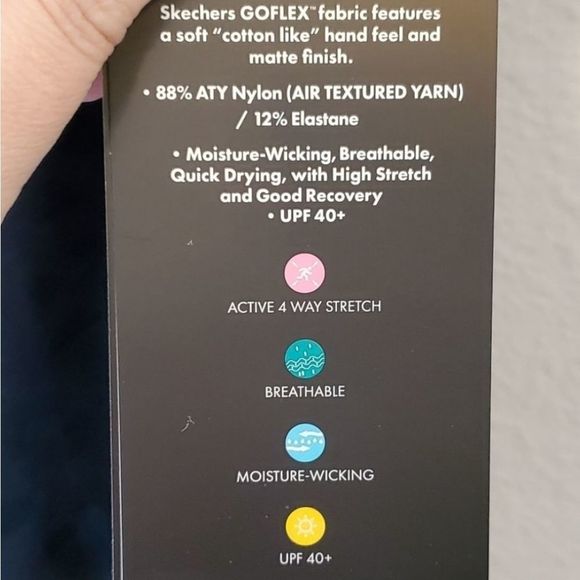 Skechers GOFLEX™ fabric features
a soft "cotton like" hand feel and
matte finish.
• 88% ATY Nylon (AIR TEXTURED YARN)
/ 12% Elastane
• Moisture-Wicking, Breathable,
Quick Drying, with High Stretch
and Good Recovery
• UPF 40+
ACTIVE 4 WAY STRETCH
BREATHABLE
MOISTURE-WICKING
UPF 40+